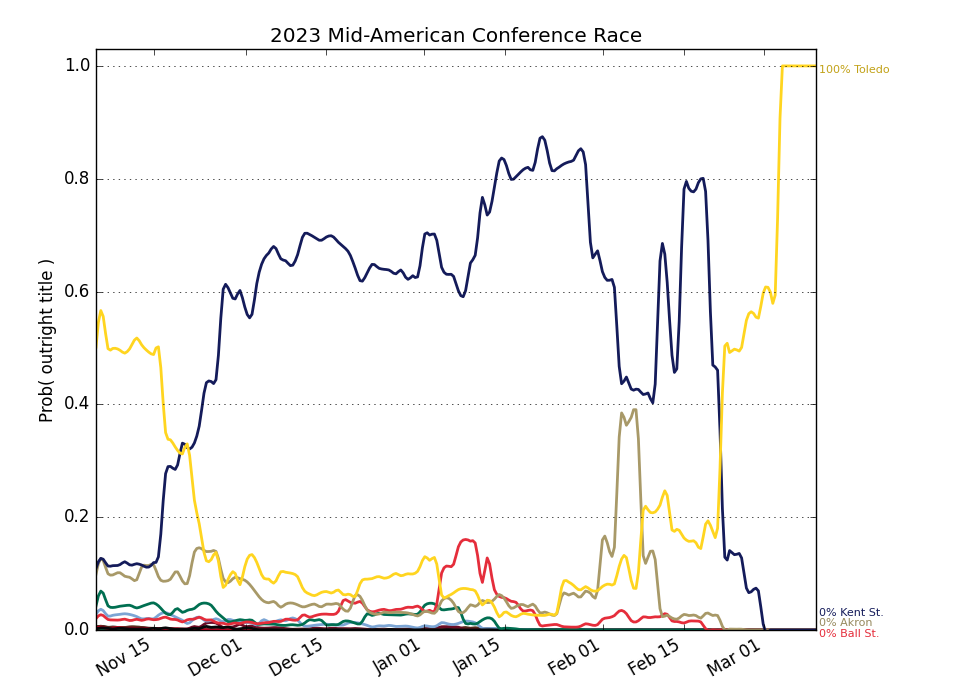 2023 Mid-American Conference Race
Prob( outright title )
1.0
0.8
0.6
0.4
0.2
0.0
100% Toledo
0% Kent St.
0% Akron
0% Ball St.
Nov 15
Dec 01
Dec 15
Jan 01
Jan 15
Feb 01
Feb 15
Mar 01